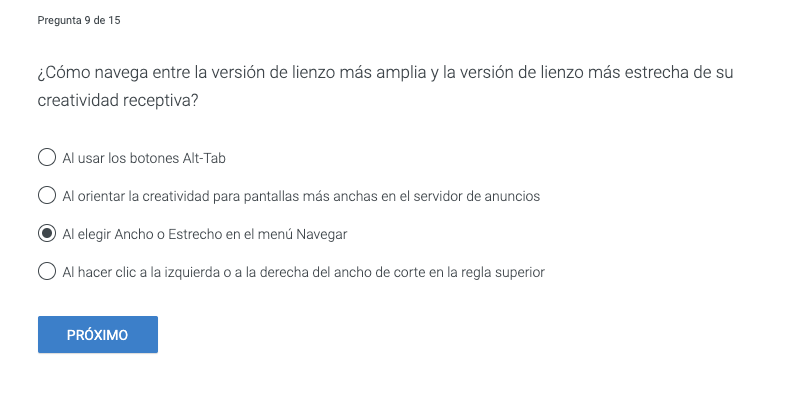 Pregunta 9 de 15
¿Cómo navega entre la versión de lienzo más amplia y la versión de lienzo más estrecha de su
creatividad receptiva?
Al usar los botones Alt-Tab
Al orientar la creatividad para pantallas más anchas en el servidor de anuncios
Al elegir Ancho o Estrecho en el menú Navegar
Al hacer clic a la izquierda o a la derecha del ancho de corte en la regla superior
PRÓXIMO